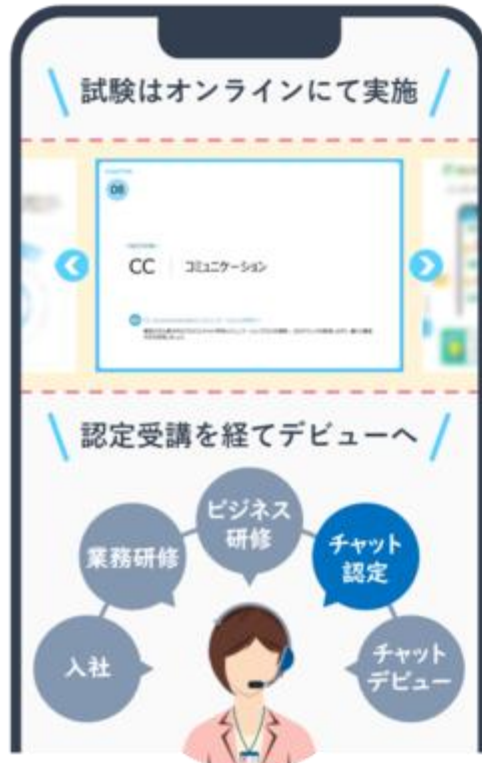 試験はオンラインにて実施
08
CC コミュニケーション
認定受講を経てデビューへ
入社
業務研修
ビジネス
研修
チャット
認定
チャット
デビュー